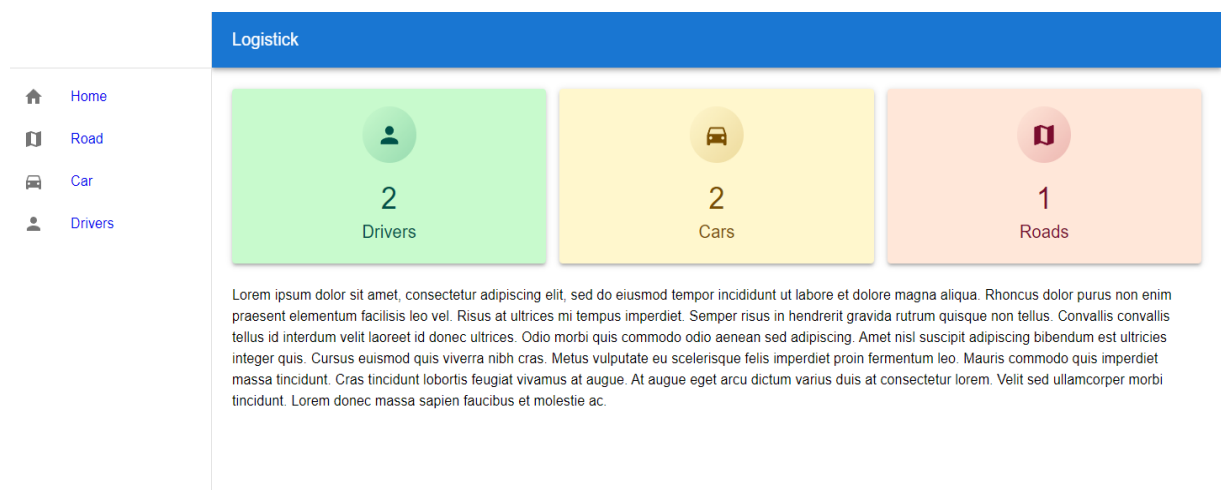 Logistick
Home
Road
Car
Drivers
2
Drivers
2
Cars
1
Roads
Lorem ipsum dolor sit amet, consectetur adipiscing elit, sed do eiusmod tempor incididunt ut labore et dolore magna aliqua. Rhoncus dolor purus non enim
praesent elementum facilisis leo vel. Risus at ultrices mi tempus imperdiet. Semper risus in hendrerit gravida rutrum quisque non tellus. Convallis convallis
tellus id interdum velit laoreet id donec ultrices. Odio morbi quis commodo odio aenean sed adipiscing. Amet nisl suscipit adipiscing bibendum est ultricies
integer quis. Cursus euismod quis viverra nibh cras. Metus vulputate eu scelerisque felis imperdiet proin fermentum leo. Mauris commodo quis imperdiet
massa tincidunt. Cras tincidunt lobortis feugiat vivamus at augue. At augue eget arcu dictum varius duis at consectetur lorem. Velit sed ullamcorper morbi
tincidunt. Lorem donec massa sapien faucibus et molestie ac.